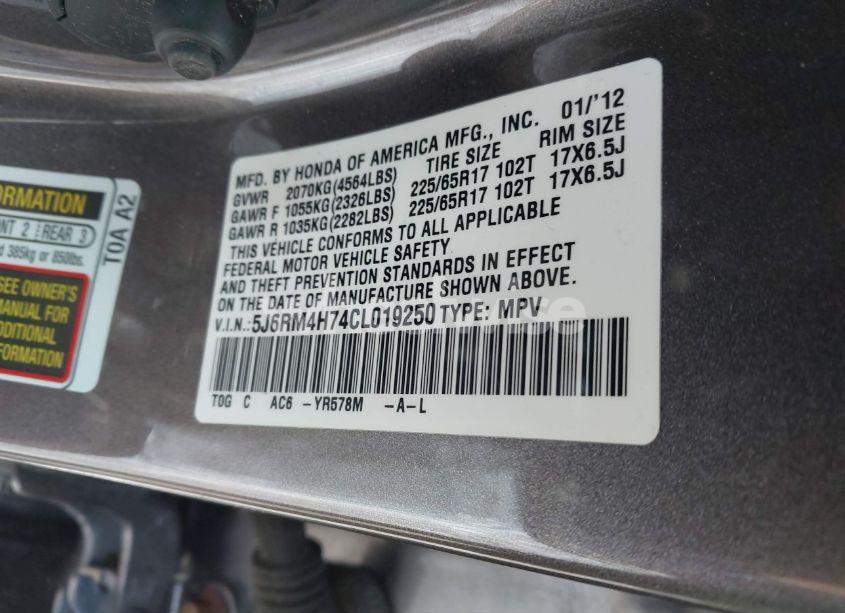 ORMATION
NT 2 REAR 3
385kg or 850lbs.
SEE OWNER'S
MANUAL FOR
DDITIONAL
FORMATION
TOA A2
MFD. BY HONDA OF AMERICA MFG., INC. 01/'12
GVWR 2070KG(4564LBS) TIRE SIZE RIM SIZE
GAWR F 1055KG(2326LBS) 225/65R17 102T 17X6.5J
GAWR R 1035KG(2282LBS) 225/65R17 102T 17X6.5J
THIS VEHICLE CONFORMS TO ALL APPLICABLE
FEDERAL MOTOR VEHICLE SAFETY
AND THEFT PREVENTION STANDARDS IN EFFECT
ON THE DATE OF MANUFACTURE SHOWN ABOVE.
V.I.N.: 5J6RM4H74CL019250 TYPE: MPV
TOG C AC6 -YR578M -A-L